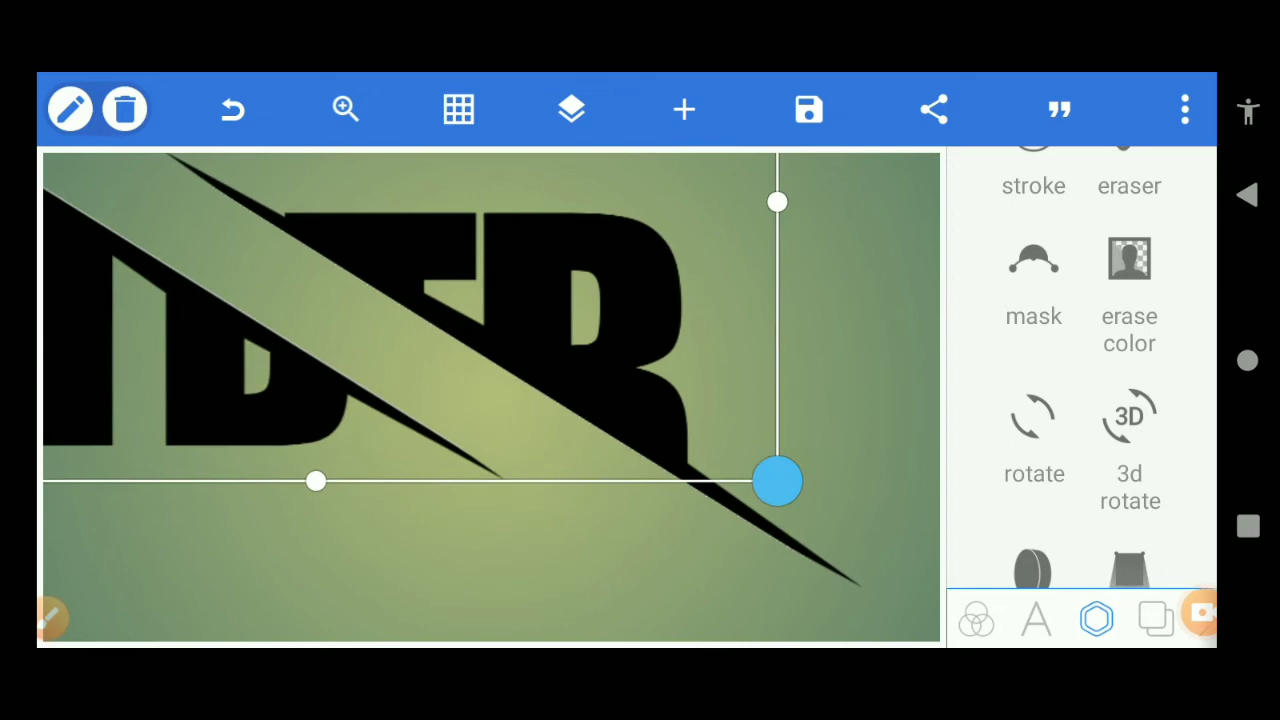 stroke eraser
mask erase color
rotate 3D
3d rotate